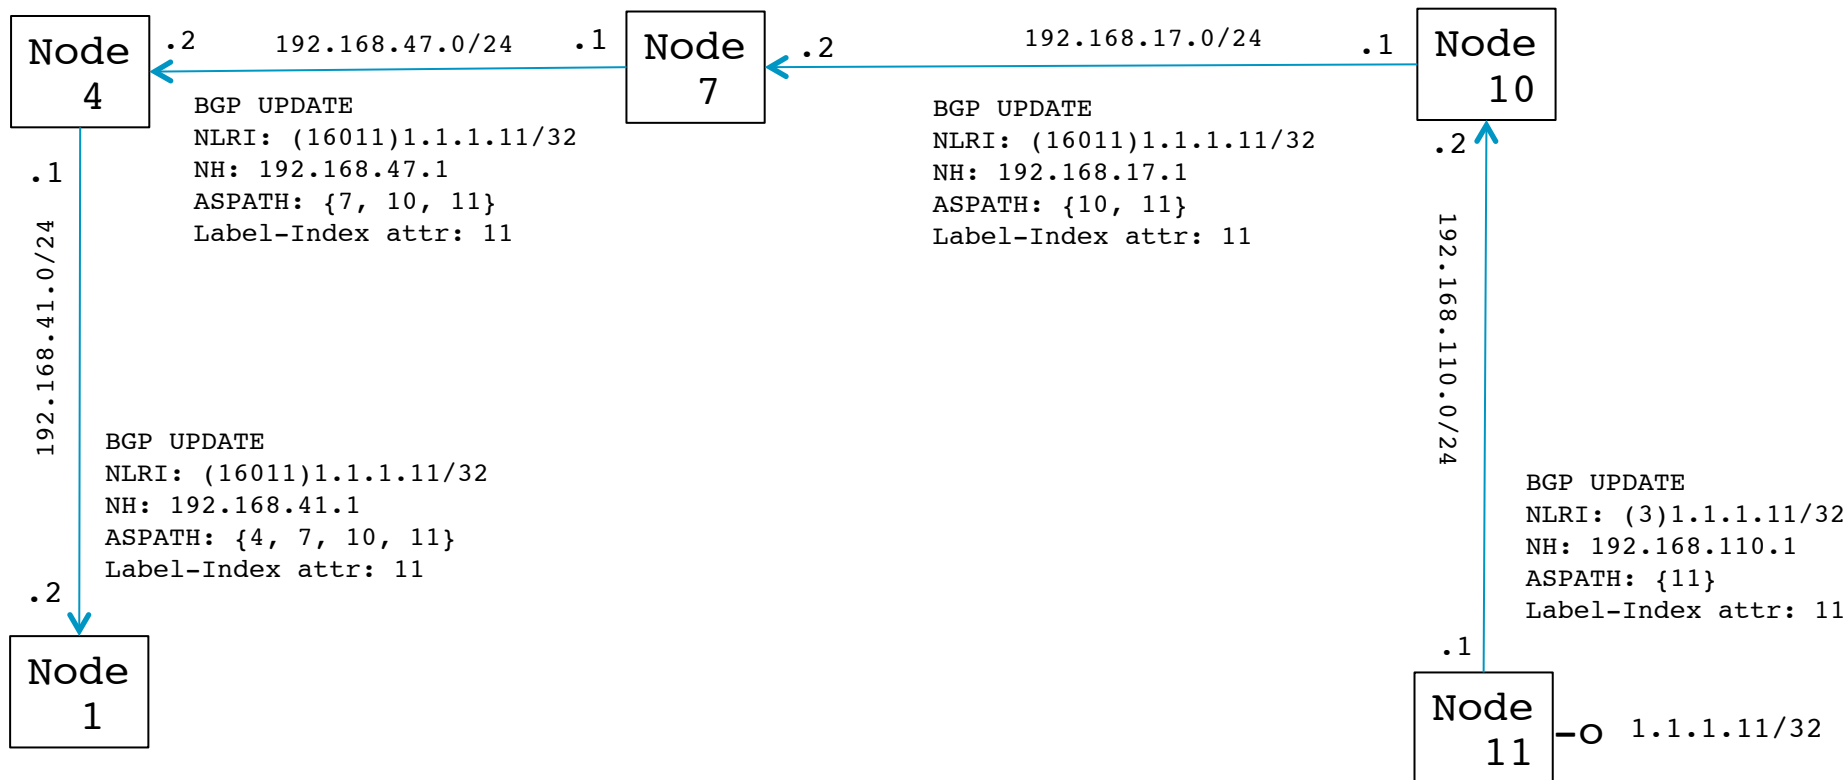 Node
4
.2
192.168.47.0/24
.1
Node
7
.2
192.168.17.0/24
.1
Node
10
BGP UPDATE
NLRI: (16011)1.1.1.11/32
NH: 192.168.47.1
ASPATH: {7, 10, 11}
Label-Index attr: 11
BGP UPDATE
NLRI: (16011)1.1.1.11/32
NH: 192.168.17.1
ASPATH: {10, 11}
Label-Index attr: 11
.1
192.168.41.0/24
.2
192.168.110.0/24
BGP UPDATE
NLRI: (16011)1.1.1.11/32
NH: 192.168.41.1
ASPATH: {4, 7, 10, 11}
Label-Index attr: 11
.2
BGP UPDATE
NLRI: (3)1.1.1.11/32
NH: 192.168.110.1
ASPATH: {11}
Label-Index attr: 11
.1
Node
1
Node
11
1.1.1.11/32